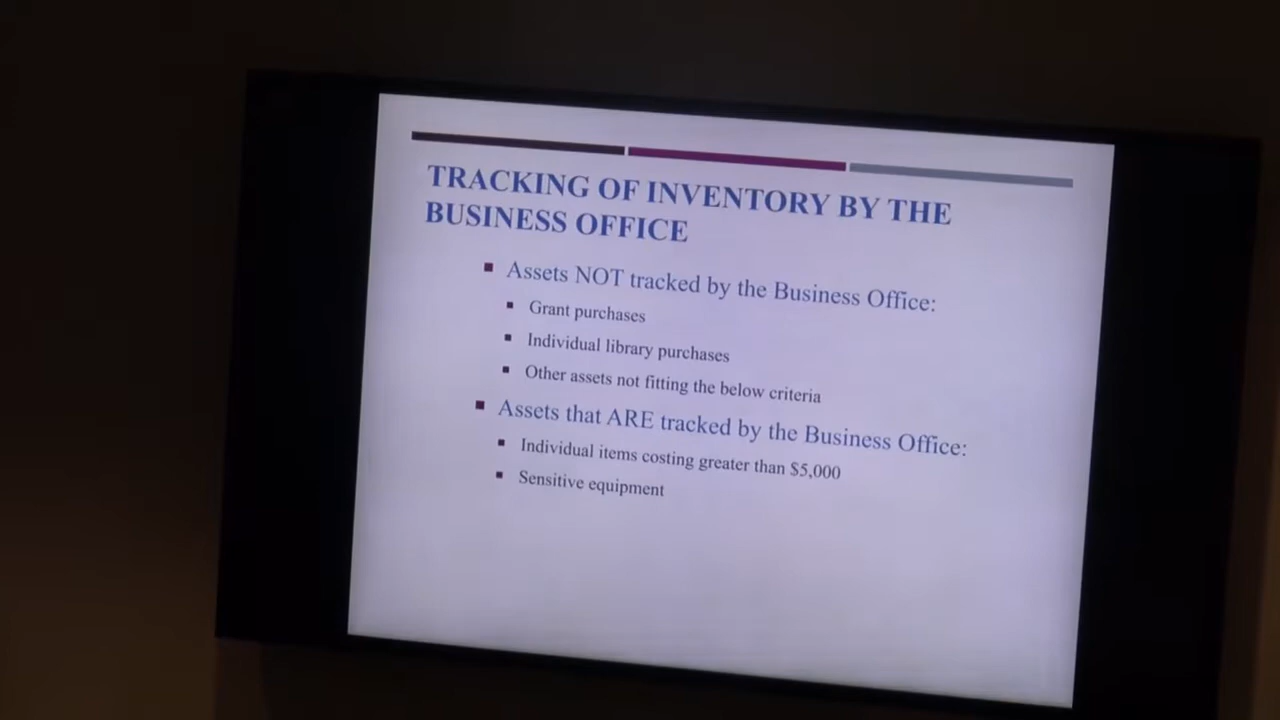 TRACKING OF INVENTORY BY THE
BUSINESS OFFICE
Assets NOT tracked by the Business Office:
Grant purchases
Individual library purchases
Other assets not fitting the below criteria
Assets that ARE tracked by the Business Office:
Individual items costing greater than $5,000
Sensitive equipment